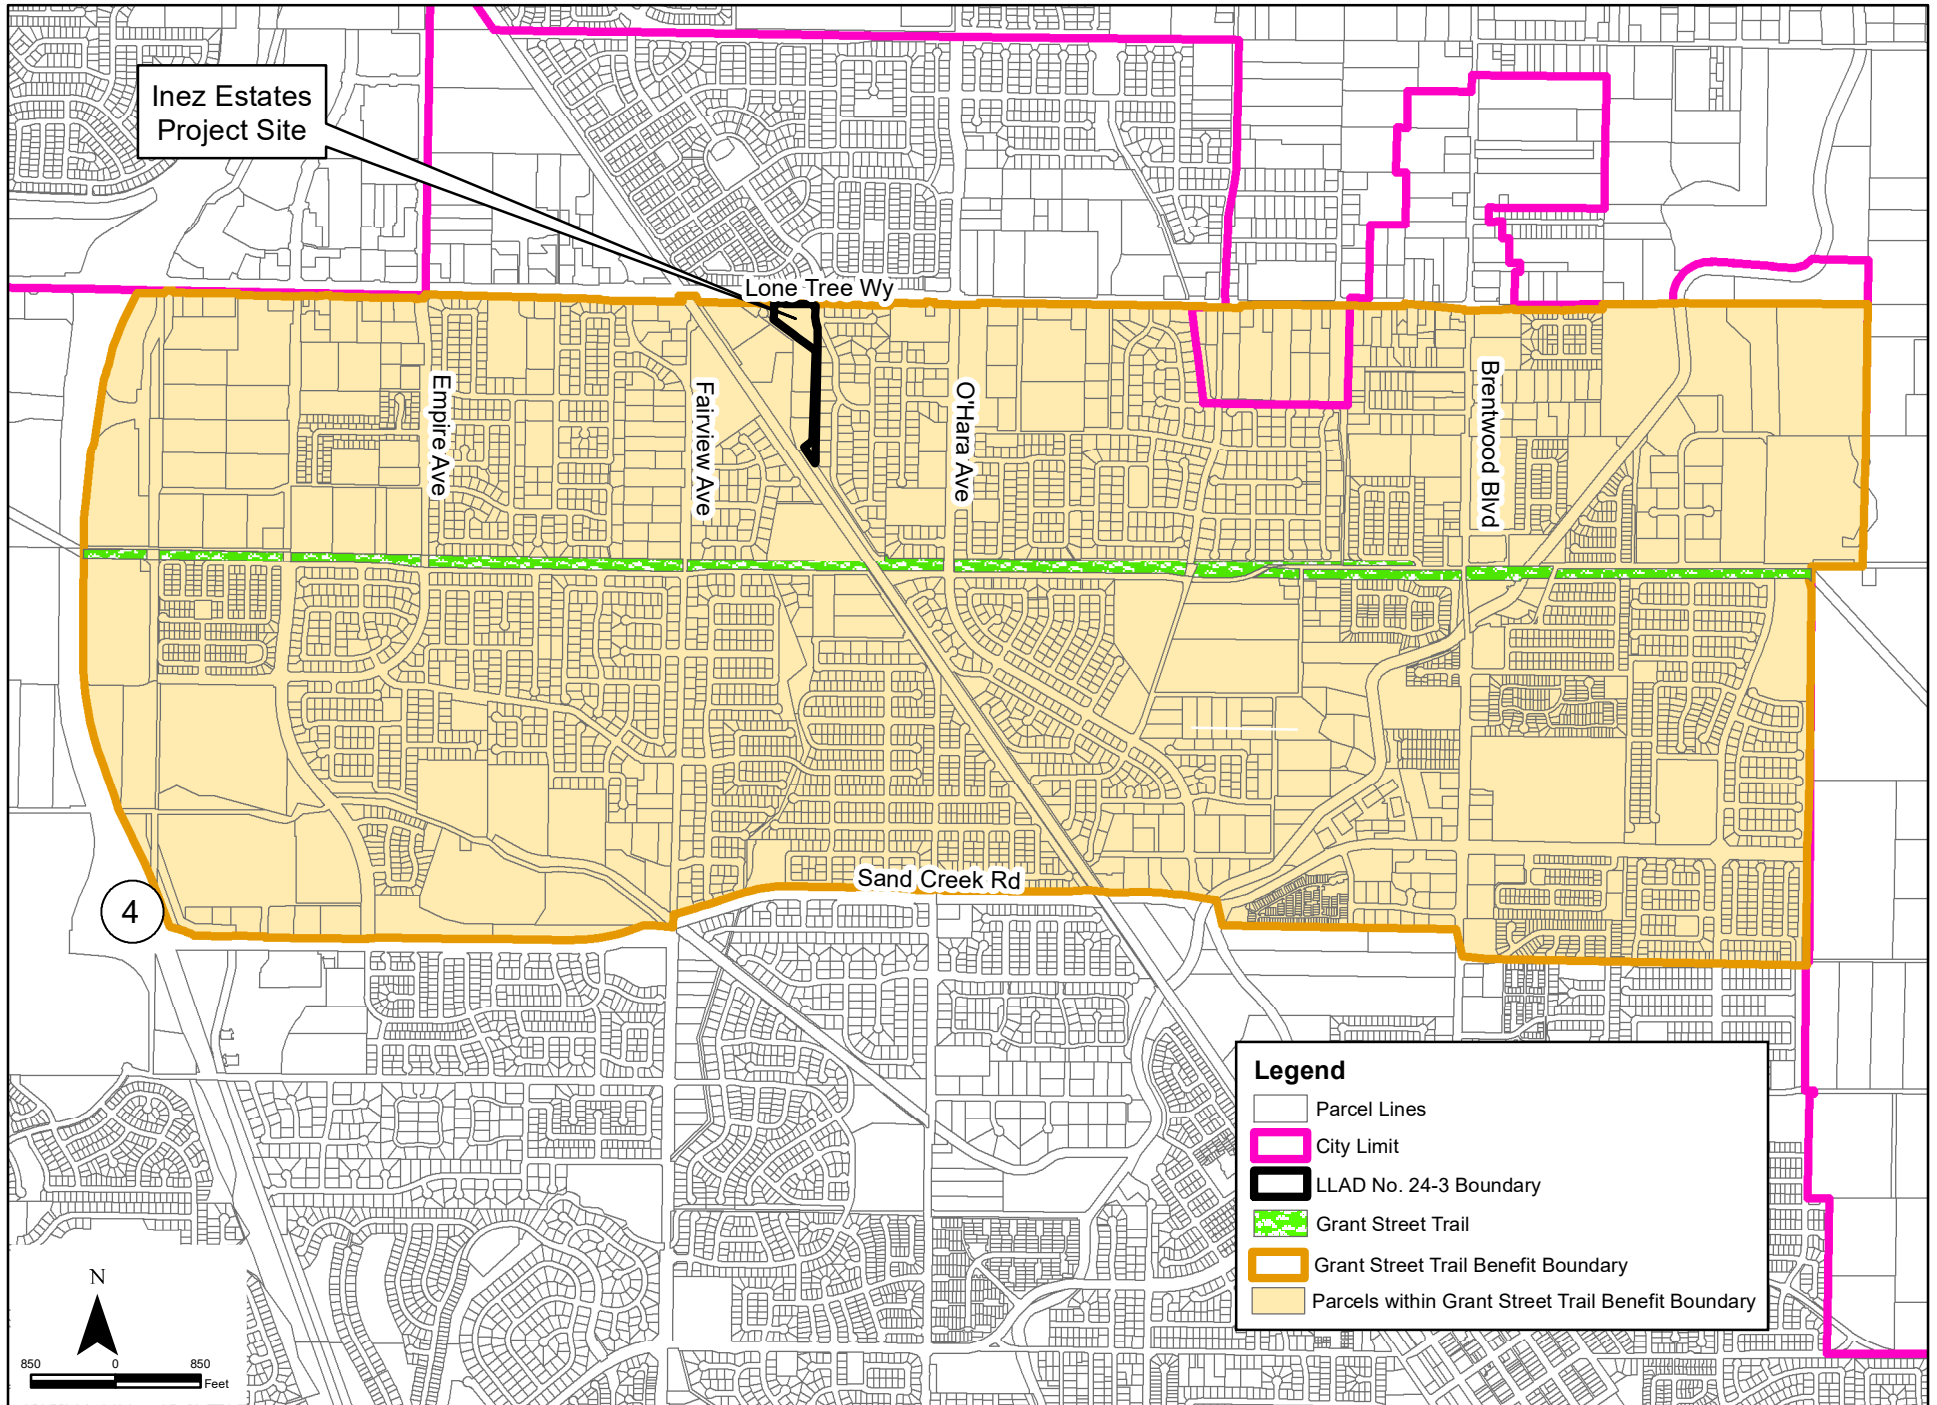 Inez Estates
Project Site
Lone Tree Wy
Empire Ave
Fairview Ave
O'Hara Ave
Brentwood Blvd
Sand Creek Rd
4
Legend
Parcel Lines
City Limit
LLAD No. 24-3 Boundary
Grant Street Trail
Grant Street Trail Benefit Boundary
Parcels within Grant Street Trail Benefit Boundary
N
850 0 850
Feet